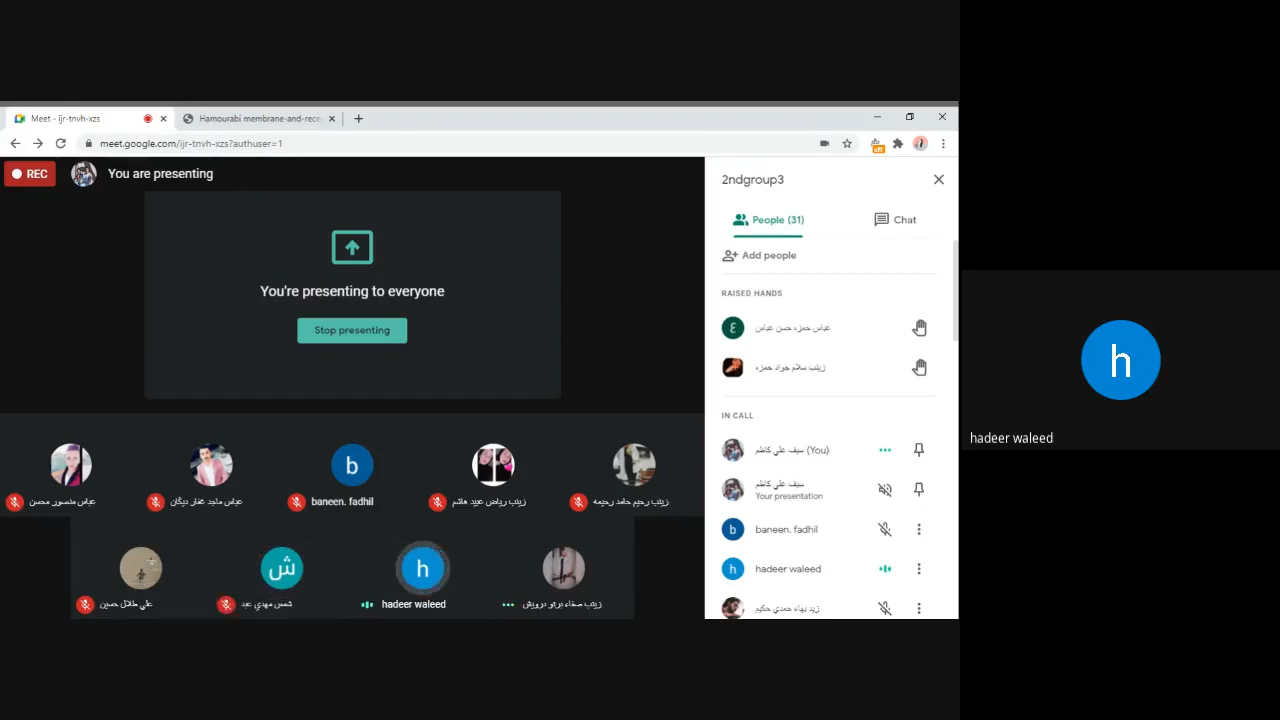 Meet - ijr-tnvh-xzs
Hamourabi membrane-and-rece
meet.google.com/ijr-tnvh-xzs?authuser=1
off
REC
You are presenting
You're presenting to everyone
Stop presenting
2ndgroup3
People (31)
Chat
Add people
RAISED HANDS
ع
عباس حمزه حسن عباس
زينب سلام جواد حمزه
IN CALL
سيف علي كاظم (You)
سيف علي كاظم
Your presentation
b
baneen. fadhil
h
hadeer waleed
زيد بهاء حمدي حكيم
عباس منصور محسن
عباس ماجد غفار ديكان
b
baneen. fadhil
زينب رياض عبيد هاشم
زينب رحيم حامد رحيمه
علي طلال حسين
ش
شمس مهدي عبد
h
hadeer waleed
زينب صفاء برتو درويش
h
hadeer waleed